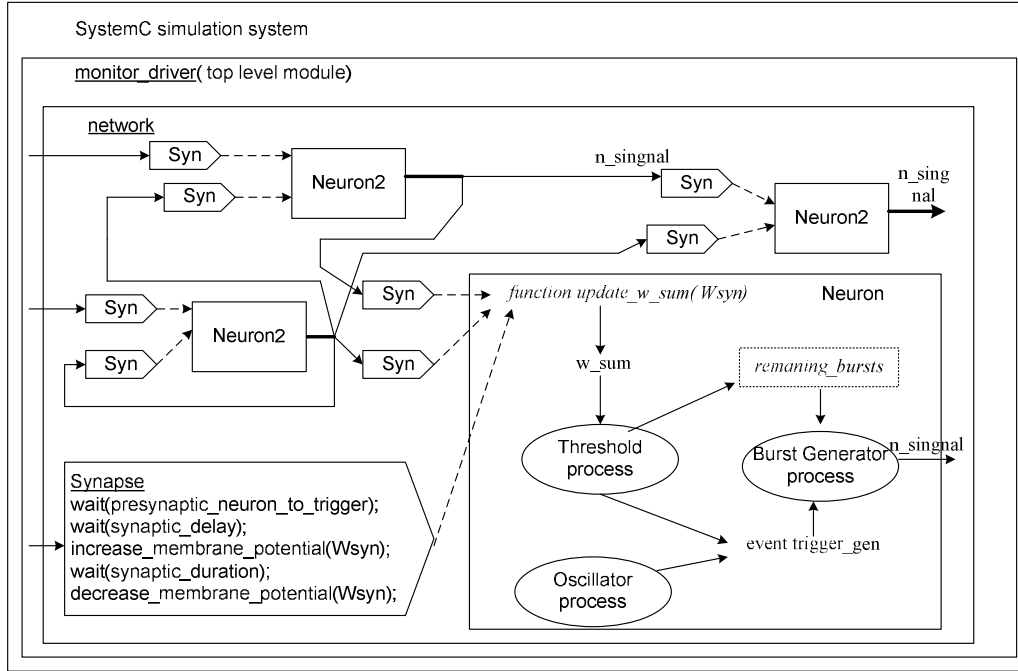 SystemC simulation system
monitor_driver( top level module)
network
Syn
Neuron2
n_singnal
Syn
n_sing
nal
Syn
Neuron2
Syn
Syn
Neuron2
Syn
Syn
Syn
function update_w_sum( Wsyn)
Neuron
w_sum
remaning_bursts
Threshold
process
Burst Generator
process
n_singnal
event trigger_gen
Oscillator
process
Synapse
wait(presynaptic_neuron_to_trigger);
wait(synaptic_delay);
increase_membrane_potential(Wsyn);
wait(synaptic_duration);
decrease_membrane_potential(Wsyn);